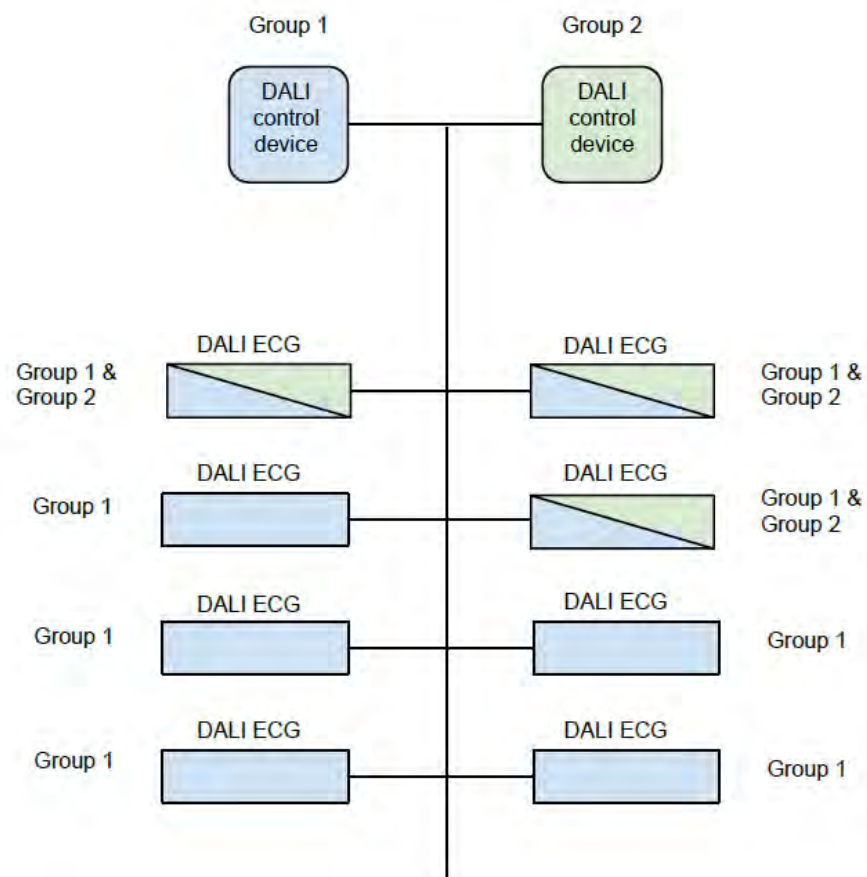 Group 1
Group 2
DALI
control
device
DALI
control
device
DALI ECG
DALI ECG
Group 1 &
Group 2
Group 1 &
Group 2
DALI ECG
DALI ECG
Group 1
Group 1 &
Group 2
DALI ECG
DALI ECG
Group 1
Group 1
DALI ECG
DALI ECG
Group 1
Group 1